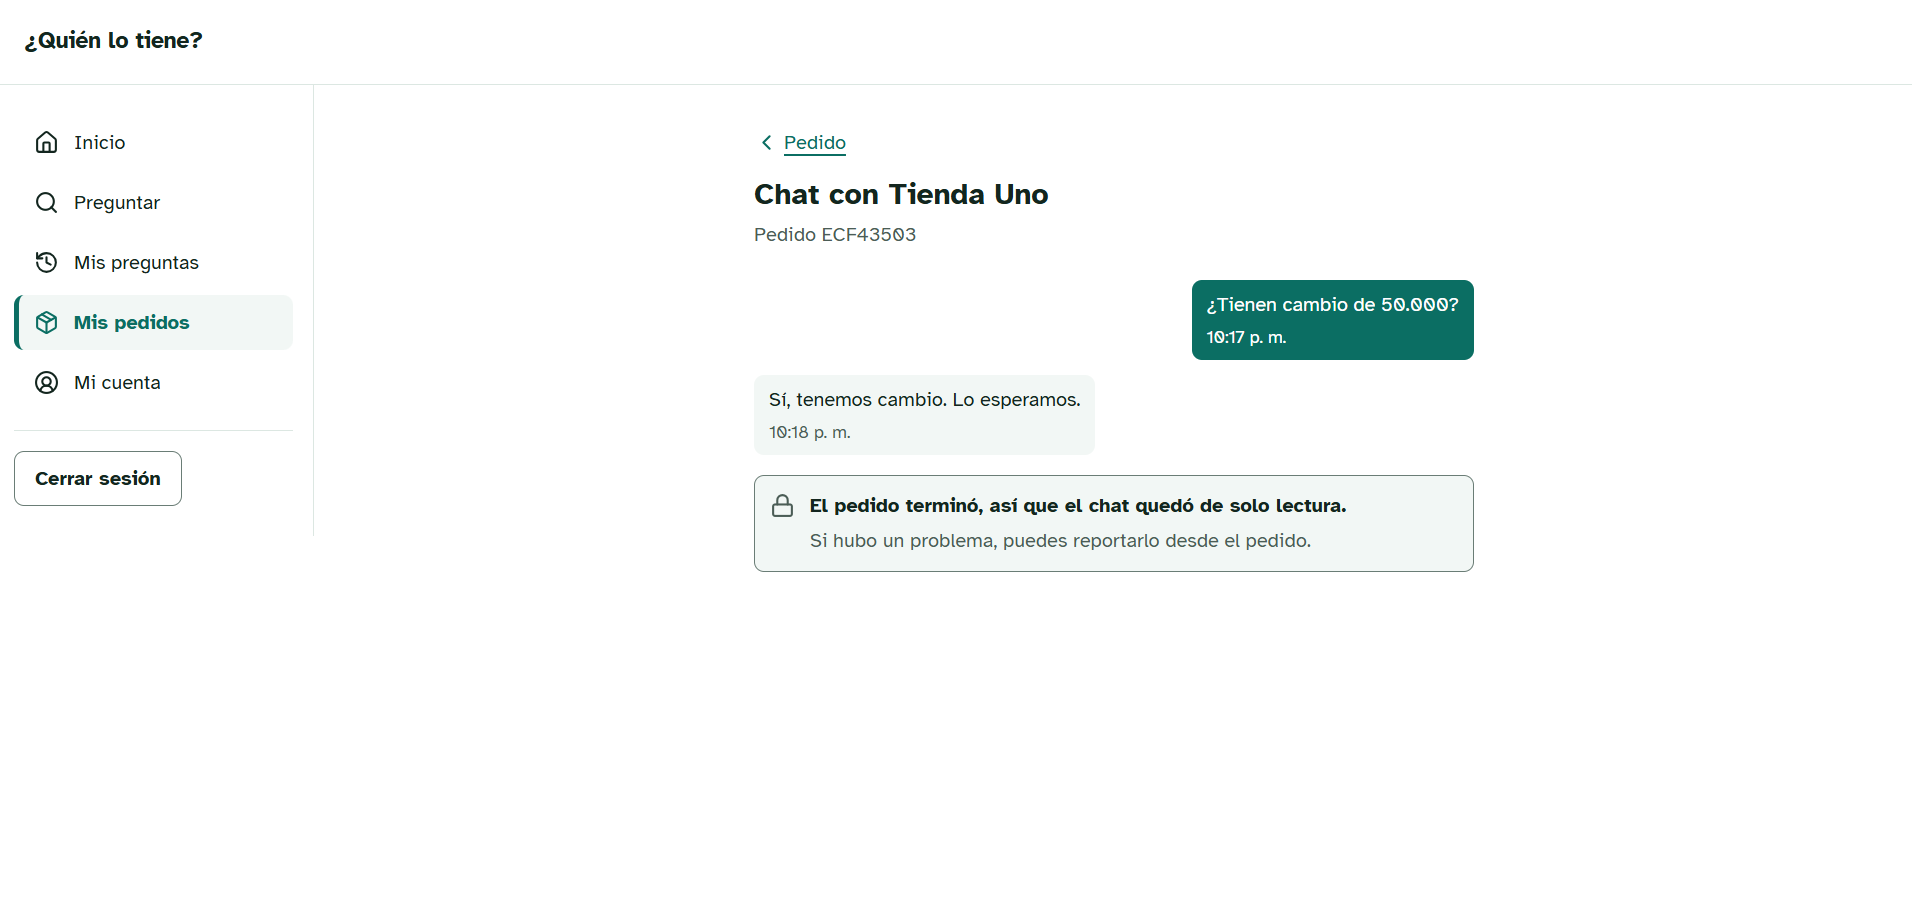 ¿Quién lo tiene?
Inicio
Preguntar
Mis preguntas
Mis pedidos
Mi cuenta
Cerrar sesión
Pedido
Chat con Tienda Uno
Pedido ECF43503
¿Tienen cambio de 50.000?
10:17 p. m.
Sí, tenemos cambio. Lo esperamos.
10:18 p. m.
El pedido terminó, así que el chat quedó de solo lectura.
Si hubo un problema, puedes reportarlo desde el pedido.